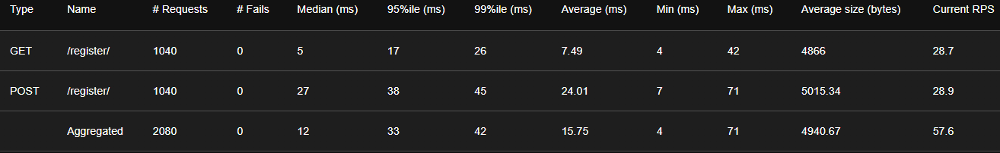 Type Name # Requests # Fails Median (ms) 95%ile (ms) 99%ile (ms) Average (ms) Min (ms) Max (ms) Average size (bytes) Current RPS
GET /register/ 1040 0 5 17 26 7.49 4 42 4866 28.7
POST /register/ 1040 0 27 38 45 24.01 7 71 5015.34 28.9
Aggregated 2080 0 12 33 42 15.75 4 71 4940.67 57.6